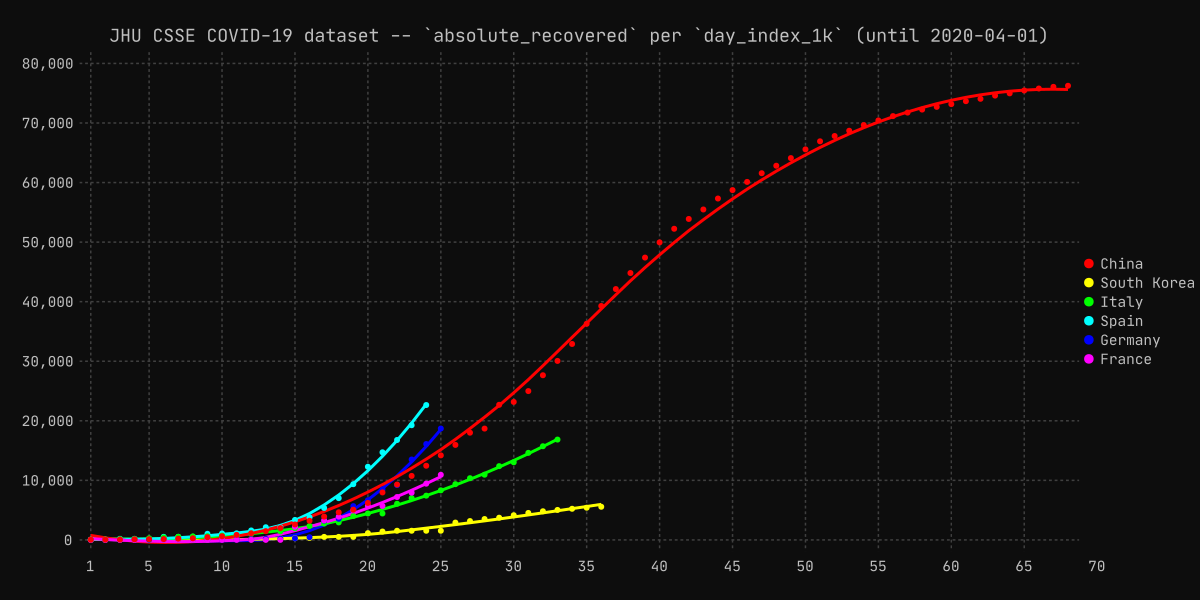 JHU CSSE COVID-19 dataset -- `absolute_recovered` per `day_index_1k` (until 2020-04-01)
80,000
70,000
60,000
50,000
40,000
30,000
20,000
10,000
0
1 5 10 15 20 25 30 35 40 45 50 55 60 65 70
China
South Korea
Italy
Spain
Germany
France